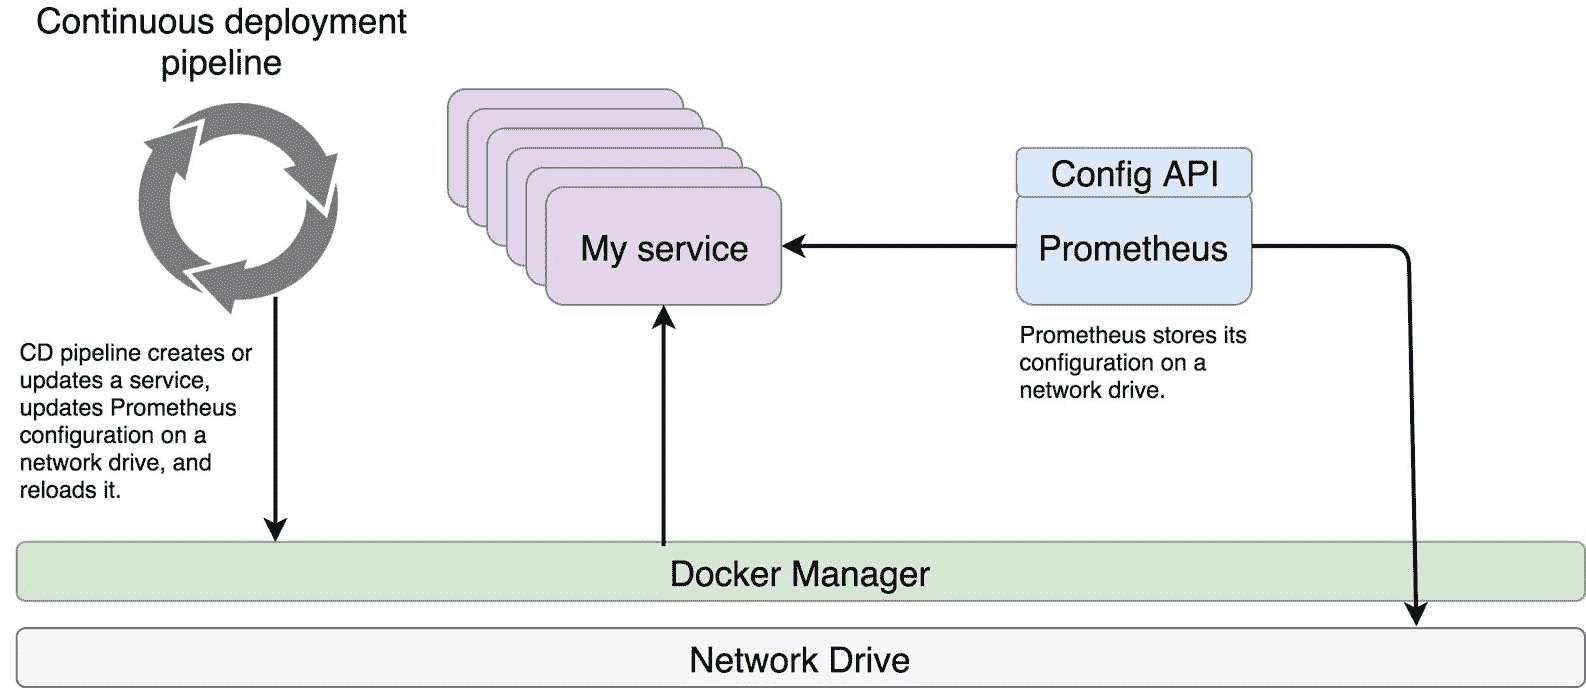 Continuous deployment
pipeline
CD pipeline creates or
updates a service,
updates Prometheus
configuration on a
network drive, and
reloads it.
My service
Config API
Prometheus
Prometheus stores its
configuration on a
network drive.
Docker Manager
Network Drive